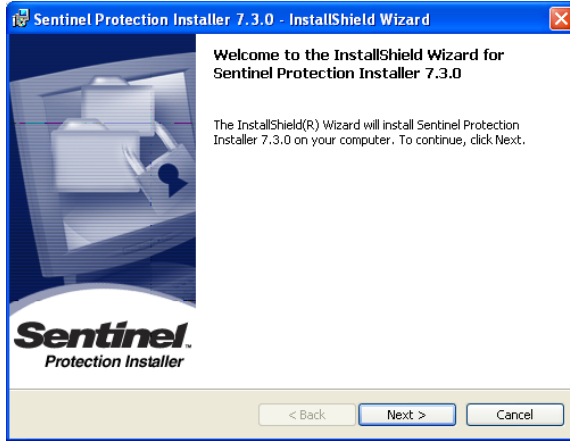 Sentinel Protection Installer 7.3.0 - InstallShield Wizard
Welcome to the InstallShield Wizard for
Sentinel Protection Installer 7.3.0
The InstallShield(R) Wizard will install Sentinel Protection
Installer 7.3.0 on your computer. To continue, click Next.
Sentinel™
Protection Installer
< Back
Next >
Cancel